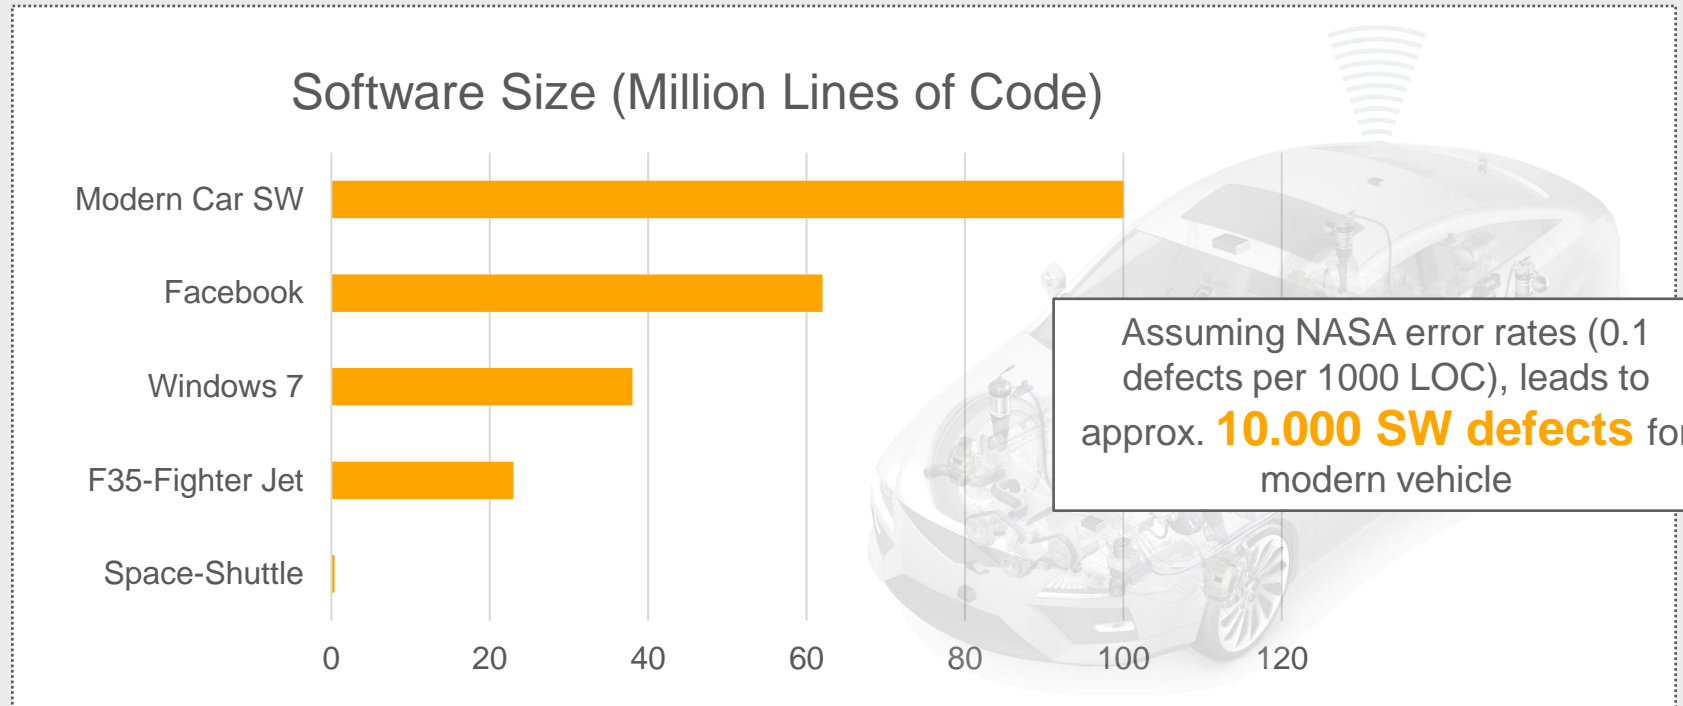 Software Size (Million Lines of Code)
Modern Car SW
Facebook
Windows 7
F35-Fighter Jet
Space-Shuttle
0 20 40 60 80 100 120
Assuming NASA error rates (0.1
defects per 1000 LOC), leads to
approx. 10.000 SW defects for
modern vehicle